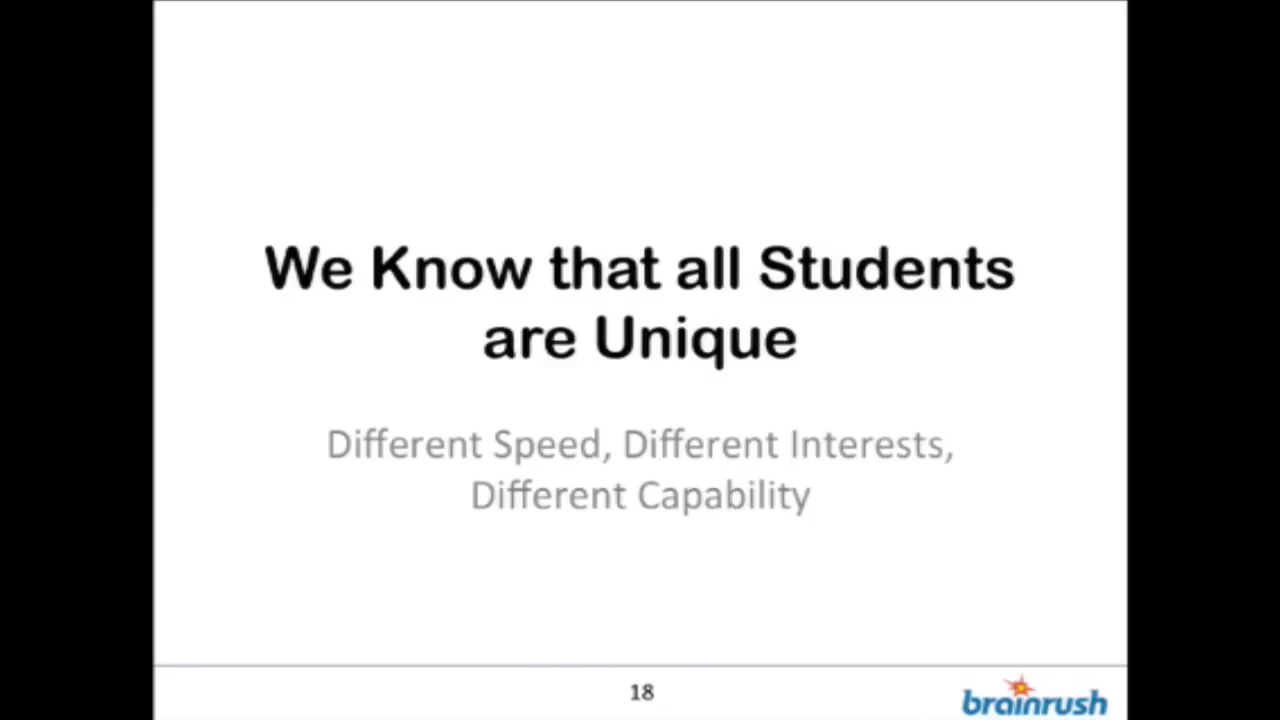 We Know that all Students
are Unique
Different Speed, Different Interests,
Different Capability
18
brainrush